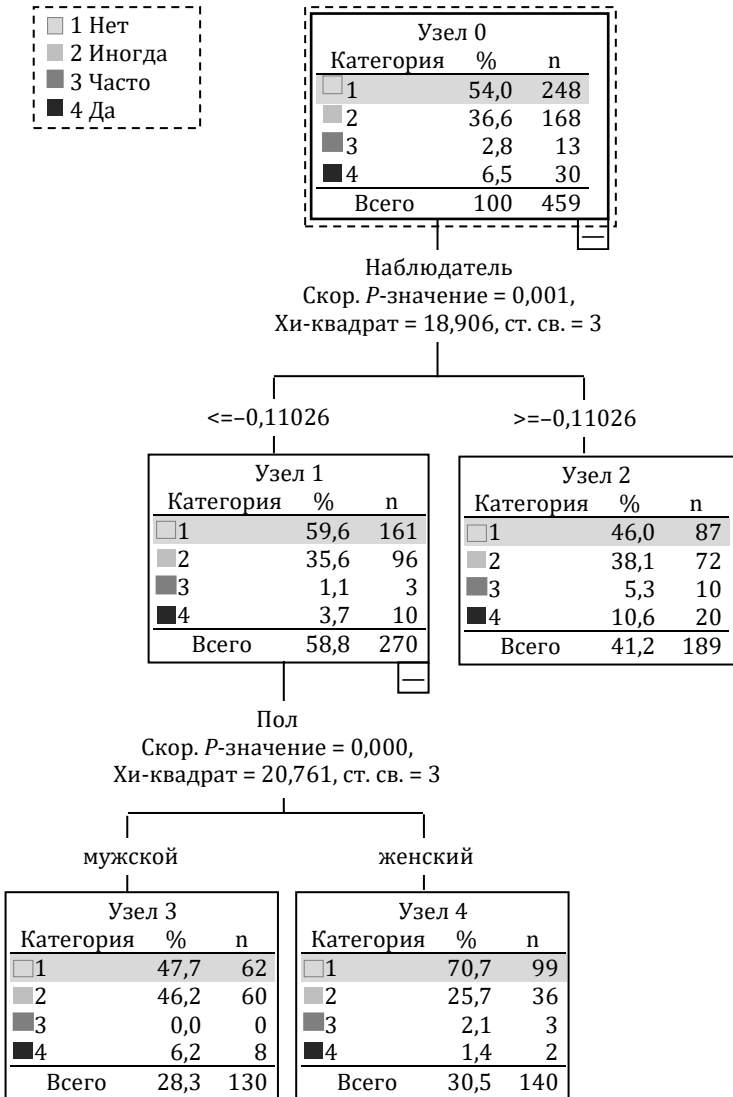 1 Нет
2 Иногда
3 Часто
4 Да
Узел 0
Категория % n
1 54,0 248
2 36,6 168
3 2,8 13
4 6,5 30
Всего 100 459
Наблюдатель
Скор. P-значение = 0,001,
Хи-квадрат = 18,906, ст. св. = 3
<=–0,11026
>=–0,11026
Узел 1
Категория % n
1 59,6 161
2 35,6 96
3 1,1 3
4 3,7 10
Всего 58,8 270
Узел 2
Категория % n
1 46,0 87
2 38,1 72
3 5,3 10
4 10,6 20
Всего 41,2 189
Пол
Скор. P-значение = 0,000,
Хи-квадрат = 20,761, ст. св. = 3
мужской
женский
Узел 3
Категория % n
1 47,7 62
2 46,2 60
3 0,0 0
4 6,2 8
Всего 28,3 130
Узел 4
Категория % n
1 70,7 99
2 25,7 36
3 2,1 3
4 1,4 2
Всего 30,5 140